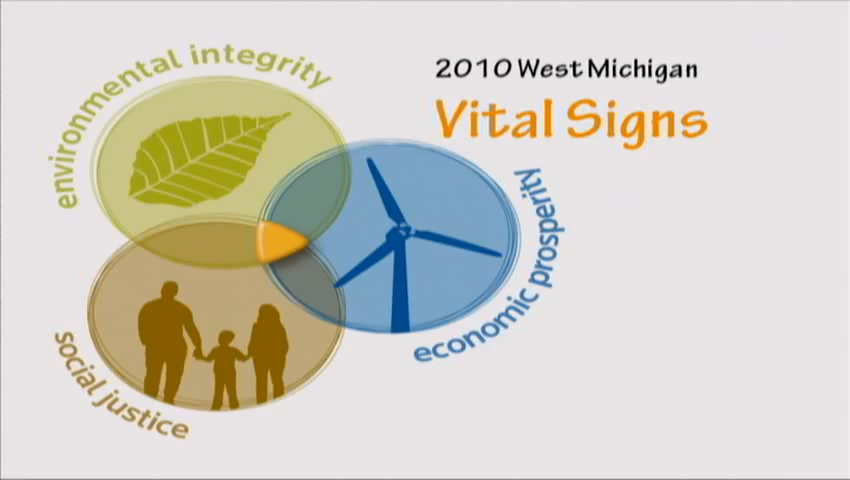 environmental integrity
2010 West Michigan
Vital Signs
economic prosperity
social justice